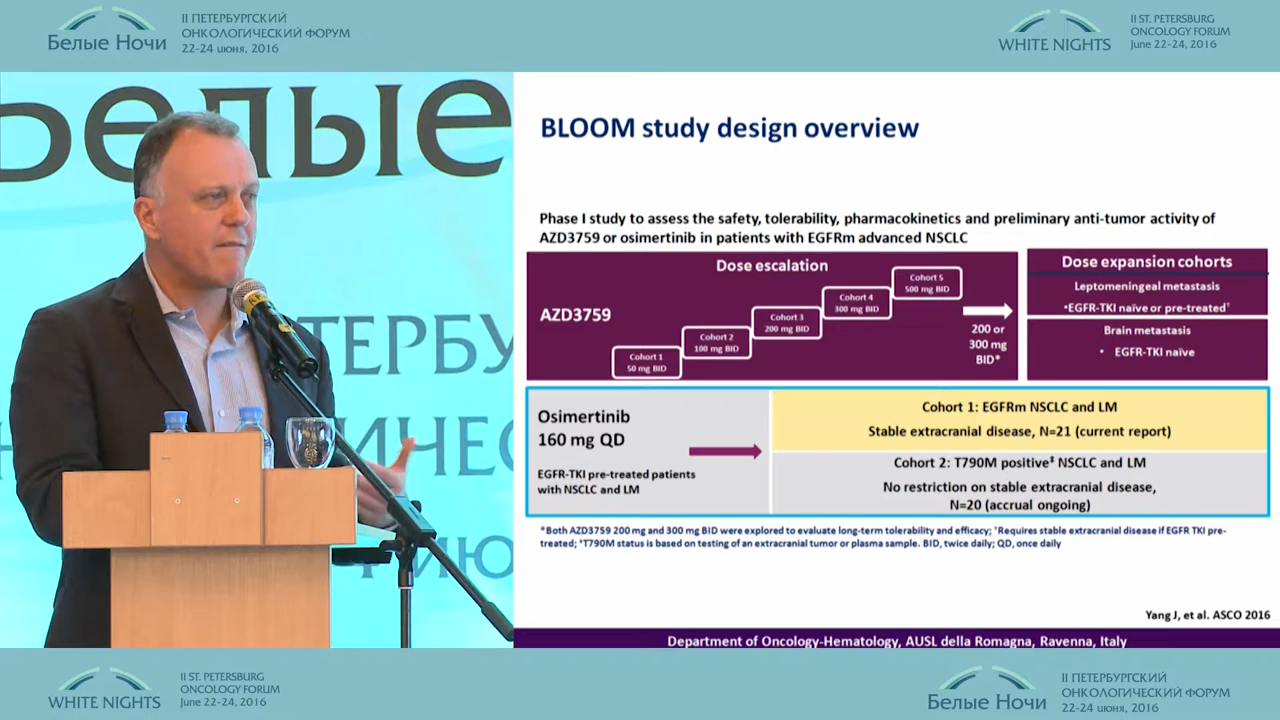 Белые Ночи
II ПЕТЕРБУРГСКИЙ
ОНКОЛОГИЧЕСКИЙ ФОРУМ
22-24 июня, 2016
WHITE NIGHTS
II ST. PETERSBURG
ONCOLOGY FORUM
June 22-24, 2016
Белые
ТЕРБУ
ИЧЕС
BLOOM study design overview
Phase I study to assess the safety, tolerability, pharmacokinetics and preliminary anti-tumor activity of
AZD3759 or osimertinib in patients with EGFRm advanced NSCLC
Dose escalation
AZD3759
Cohort 1
50 mg BID
Cohort 2
100 mg BID
Cohort 3
200 mg BID
Cohort 4
300 mg BID
Cohort 5
500 mg BID
200 or
300 mg
BID*
Dose expansion cohorts
Leptomeningeal metastasis
•EGFR-TKI naïve or pre-treated†
Brain metastasis
• EGFR-TKI naïve
Osimertinib
160 mg QD
EGFR-TKI pre-treated patients
with NSCLC and LM
Cohort 1: EGFRm NSCLC and LM
Stable extracranial disease, N=21 (current report)
Cohort 2: T790M positive‡ NSCLC and LM
No restriction on stable extracranial disease,
N=20 (accrual ongoing)
*Both AZD3759 200 mg and 300 mg BID were explored to evaluate long-term tolerability and efficacy; †Requires stable extracranial disease if EGFR TKI pre-
treated; ‡T790M status is based on testing of an extracranial tumor or plasma sample. BID, twice daily; QD, once daily
Yang J, et al. ASCO 2016
Department of Oncology-Hematology, AUSL della Romagna, Ravenna, Italy
WHITE NIGHTS
II ST. PETERSBURG
ONCOLOGY FORUM
June 22-24, 2016
Белые Ночи
II ПЕТЕРБУРГСКИЙ
ОНКОЛОГИЧЕСКИЙ ФОРУМ
22-24 июня, 2016